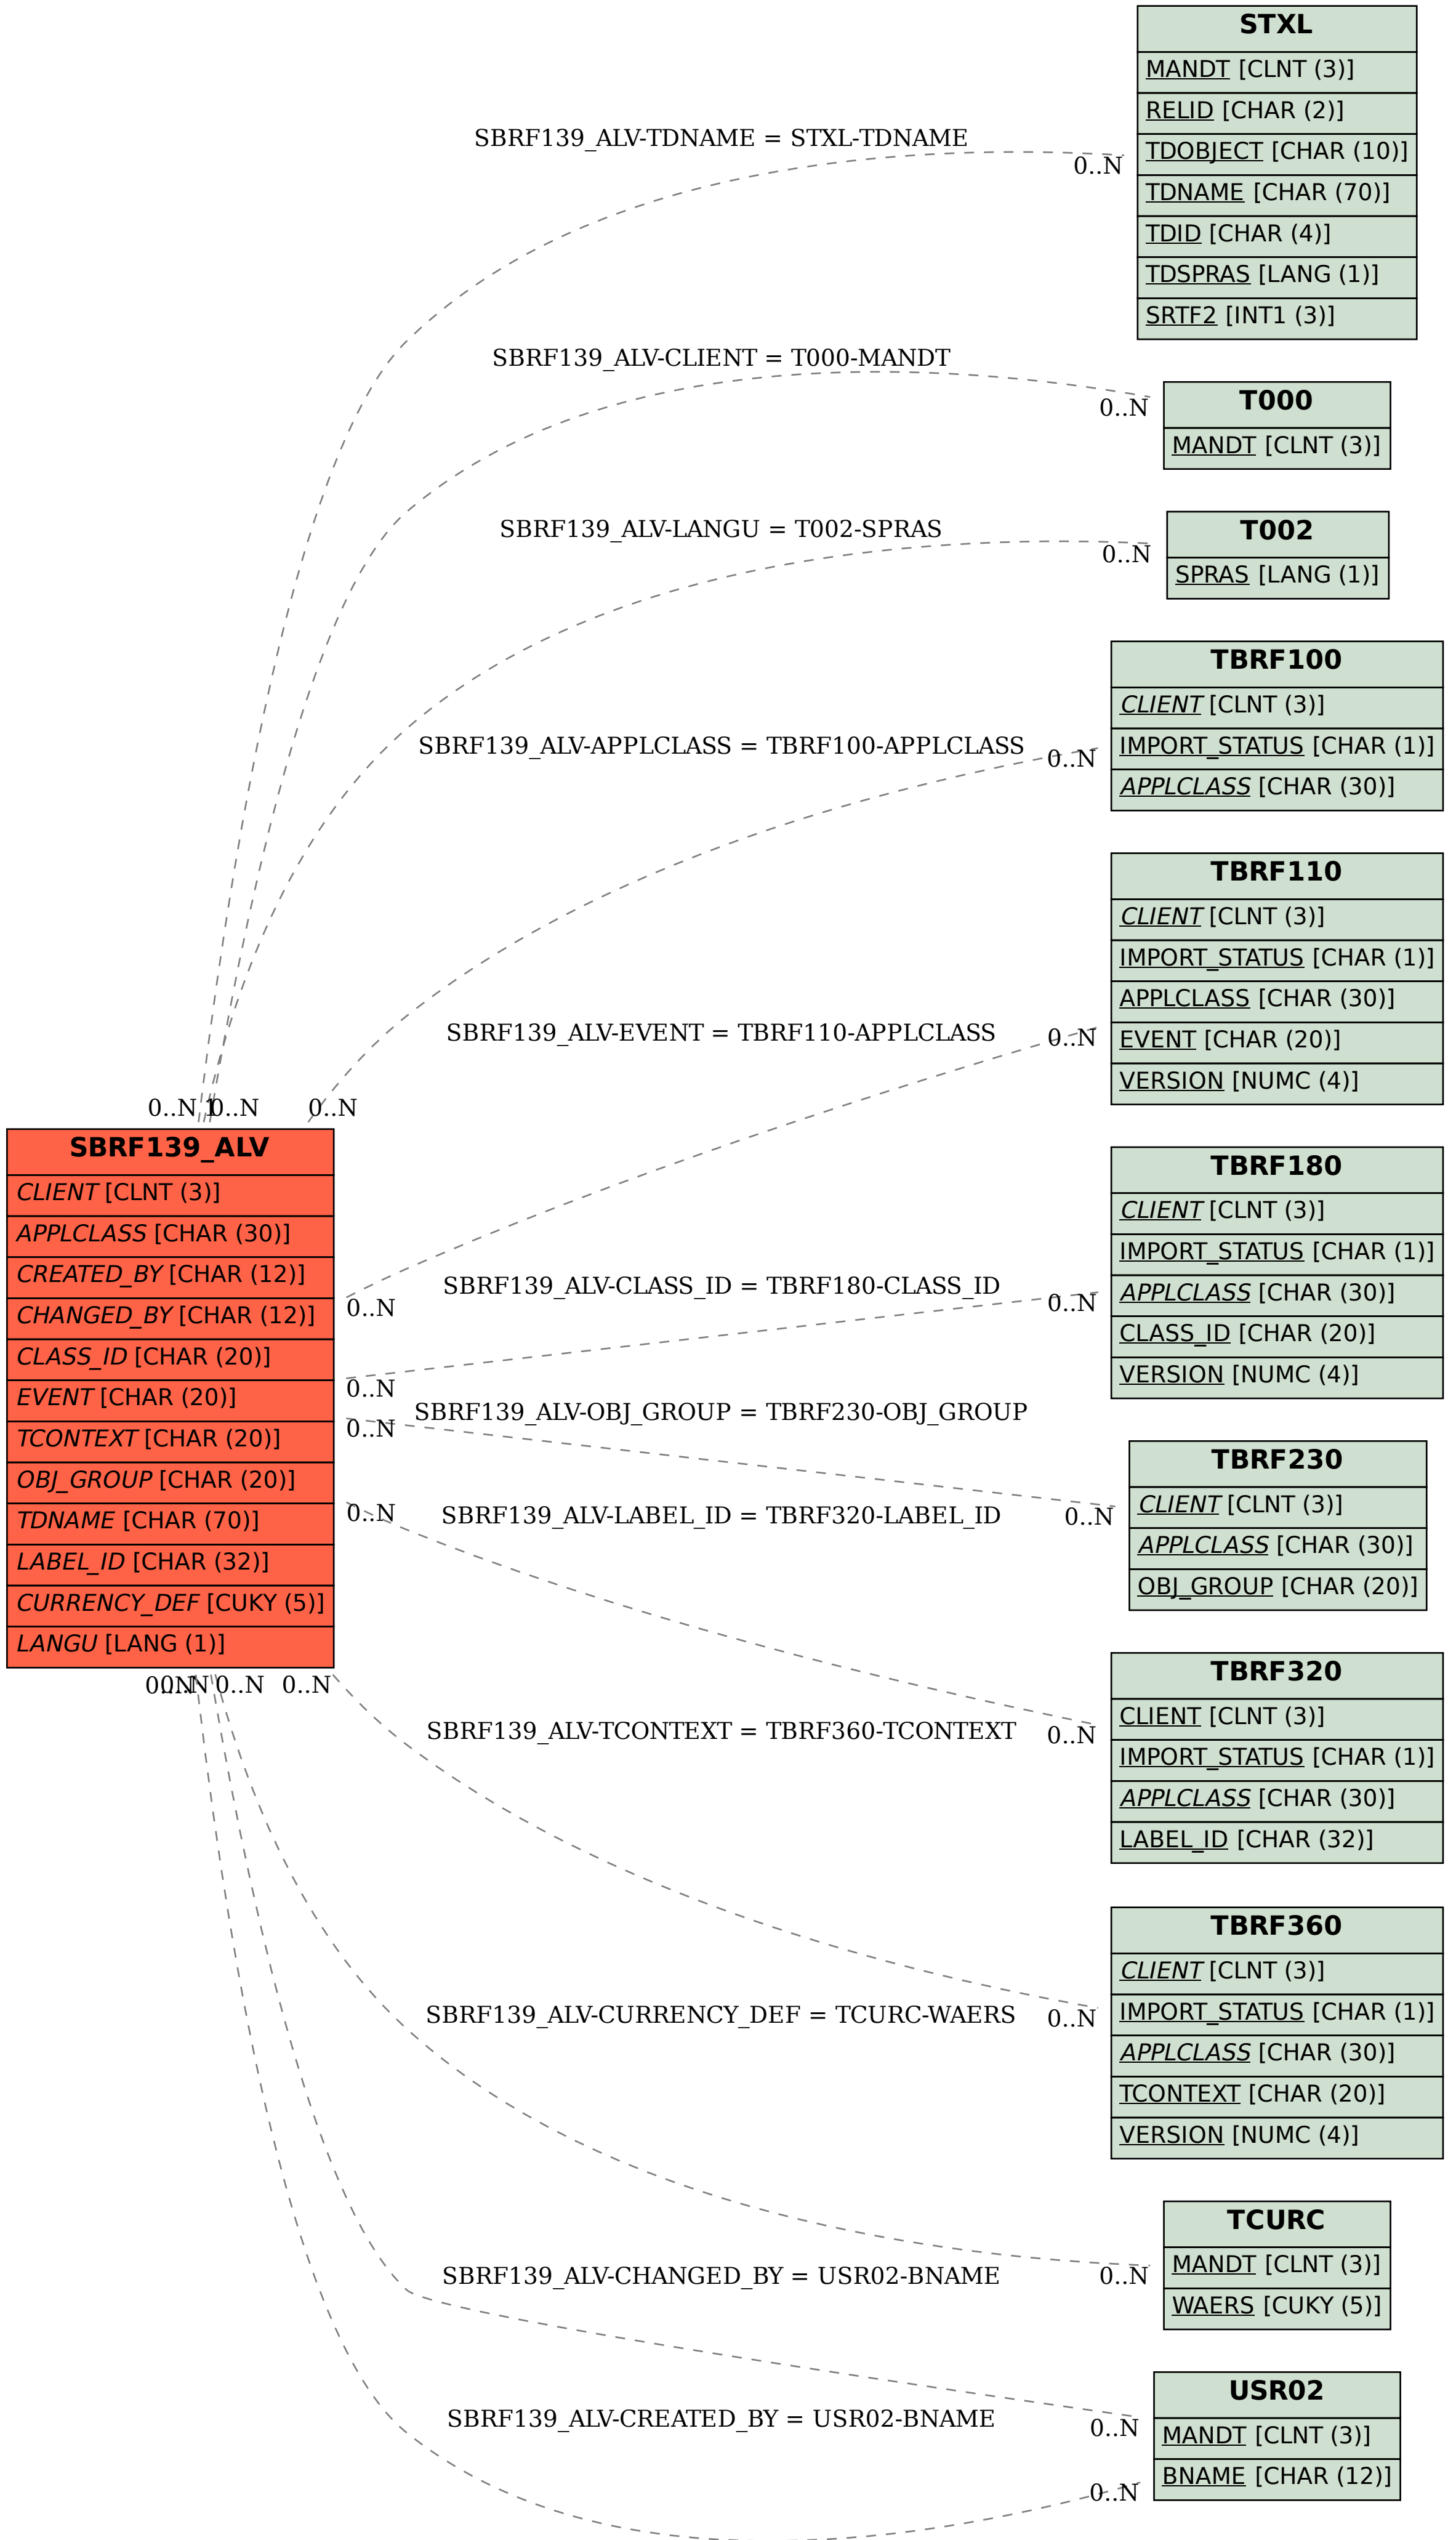 STXL
MANDT [CLNT (3)]
RELID [CHAR (2)]
TDOBJECT [CHAR (10)]
TDNAME [CHAR (70)]
TDID [CHAR (4)]
TDSPRAS [LANG (1)]
SRTF2 [INT1 (3)]
SBRF139_ALV-TDNAME = STXL-TDNAME
0..N
SBRF139_ALV-CLIENT = T000-MANDT
0..N
T000
MANDT [CLNT (3)]
SBRF139_ALV-LANGU = T002-SPRAS
0..N
T002
SPRAS [LANG (1)]
SBRF139_ALV-APPLCLASS = TBRF100-APPLCLASS
0..N
TBRF100
CLIENT [CLNT (3)]
IMPORT_STATUS [CHAR (1)]
APPLCLASS [CHAR (30)]
SBRF139_ALV-EVENT = TBRF110-APPLCLASS
0..N
TBRF110
CLIENT [CLNT (3)]
IMPORT_STATUS [CHAR (1)]
APPLCLASS [CHAR (30)]
EVENT [CHAR (20)]
VERSION [NUMC (4)]
0..N
1
0..N
0..N
SBRF139_ALV
CLIENT [CLNT (3)]
APPLCLASS [CHAR (30)]
CREATED_BY [CHAR (12)]
CHANGED_BY [CHAR (12)]
CLASS_ID [CHAR (20)]
EVENT [CHAR (20)]
TCONTEXT [CHAR (20)]
OBJ_GROUP [CHAR (20)]
TDNAME [CHAR (70)]
LABEL_ID [CHAR (32)]
CURRENCY_DEF [CUKY (5)]
LANGU [LANG (1)]
0..N
0..N
0..N
0..N
0..N
0..N
0..N
0..N
SBRF139_ALV-CLASS_ID = TBRF180-CLASS_ID
0..N
TBRF180
CLIENT [CLNT (3)]
IMPORT_STATUS [CHAR (1)]
APPLCLASS [CHAR (30)]
CLASS_ID [CHAR (20)]
VERSION [NUMC (4)]
SBRF139_ALV-OBJ_GROUP = TBRF230-OBJ_GROUP
0..N
TBRF230
CLIENT [CLNT (3)]
APPLCLASS [CHAR (30)]
OBJ_GROUP [CHAR (20)]
SBRF139_ALV-LABEL_ID = TBRF320-LABEL_ID
0..N
TBRF320
CLIENT [CLNT (3)]
IMPORT_STATUS [CHAR (1)]
APPLCLASS [CHAR (30)]
LABEL_ID [CHAR (32)]
SBRF139_ALV-TCONTEXT = TBRF360-TCONTEXT
0..N
TBRF360
CLIENT [CLNT (3)]
IMPORT_STATUS [CHAR (1)]
APPLCLASS [CHAR (30)]
TCONTEXT [CHAR (20)]
VERSION [NUMC (4)]
SBRF139_ALV-CURRENCY_DEF = TCURC-WAERS
0..N
TCURC
MANDT [CLNT (3)]
WAERS [CUKY (5)]
SBRF139_ALV-CHANGED_BY = USR02-BNAME
0..N
USR02
MANDT [CLNT (3)]
BNAME [CHAR (12)]
SBRF139_ALV-CREATED_BY = USR02-BNAME
0..N